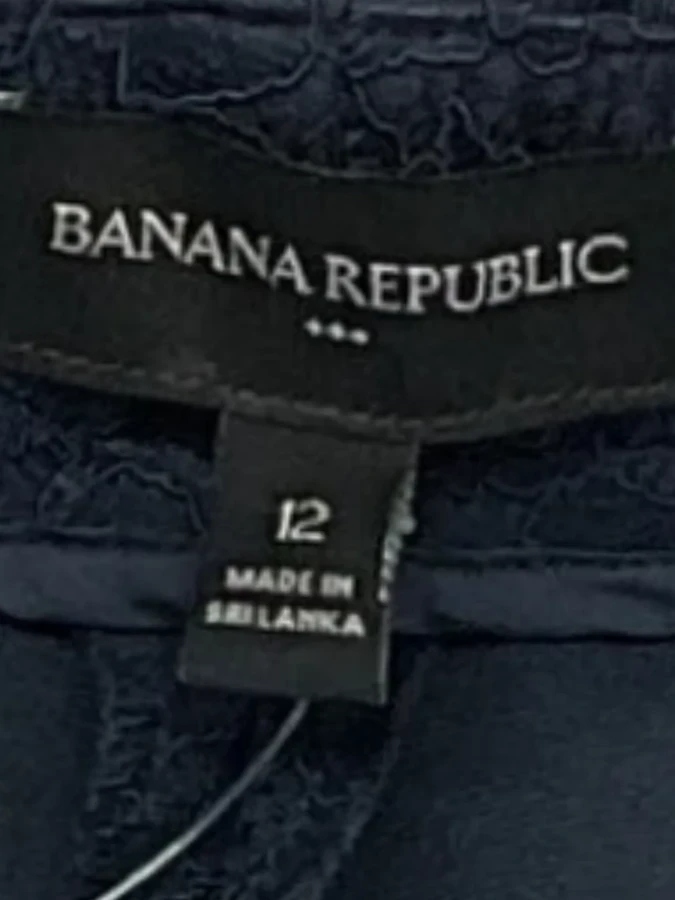 BANANA REPUBLIC
12
MADE IN
SRI LANKA